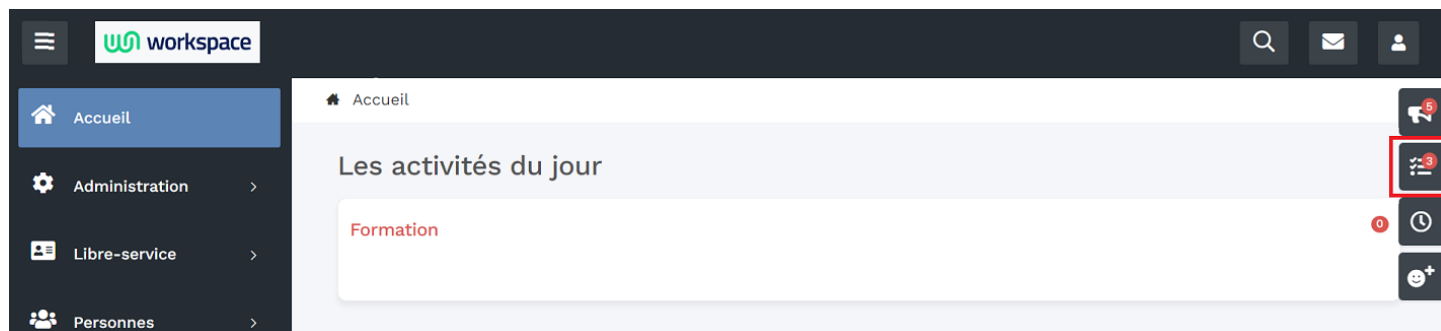 workspace
Accueil
Accueil
5
Les activités du jour
Administration
3
Formation
0
Libre-service
Personnes